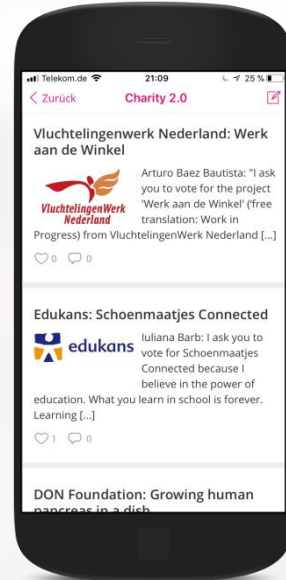 Telekom.de 21:09 25 %
Zurück Charity 2.0
Vluchtelingenwerk Nederland: Werk
aan de Winkel
VluchtelingenWerk
Nederland
Arturo Baez Bautista: "I ask
you to vote for the project
'Werk aan de Winkel' ('free
translation: Work in
Progress) from VluchtelingenWerk Nederland [...]
0 0
Edukans: Schoenmaatjes Connected
edukans
Iuliana Barb: I ask you to
vote for Schoenmaatjes
Connected because I
believe in the power of
education. What you learn in school is forever.
Learning [...]
1 0
DON Foundation: Growing human
pancreas in a dish